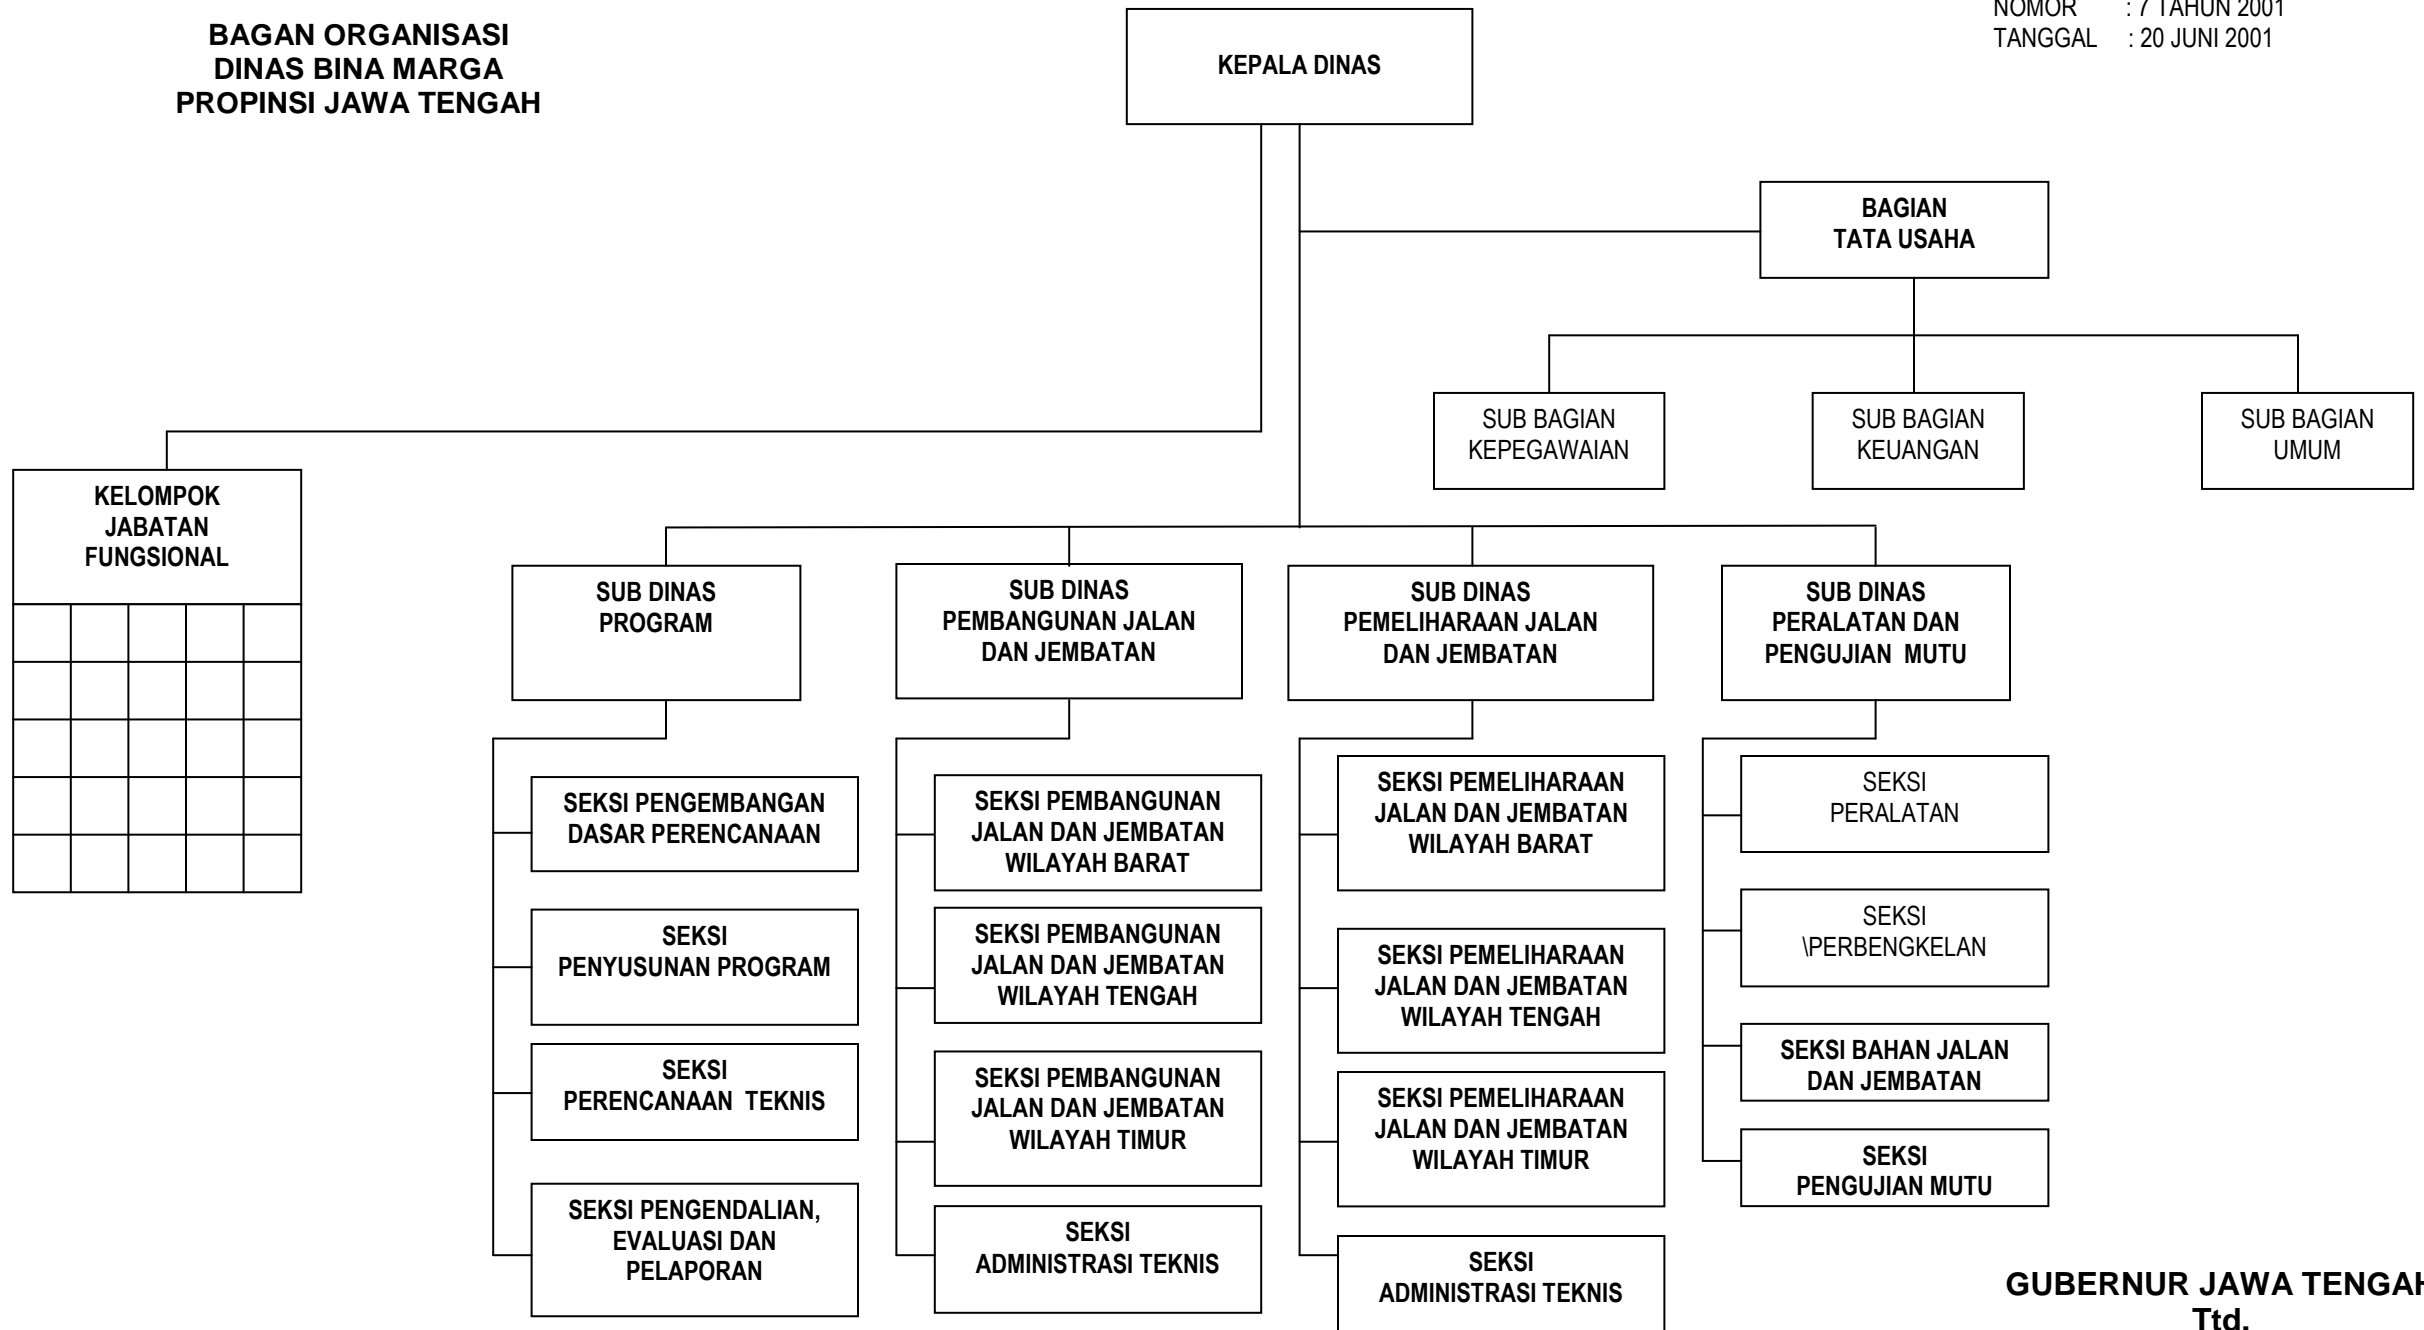 NOMOR : 7 TAHUN 2001
TANGGAL : 20 JUNI 2001
BAGAN ORGANISASI
DINAS BINA MARGA
PROPINSI JAWA TENGAH
KEPALA DINAS
BAGIAN
TATA USAHA
SUB BAGIAN
KEPEGAWAIAN
SUB BAGIAN
KEUANGAN
SUB BAGIAN
UMUM
KELOMPOK
JABATAN
FUNGSIONAL
SUB DINAS
PROGRAM
SUB DINAS
PEMBANGUNAN JALAN
DAN JEMBATAN
SUB DINAS
PEMELIHARAAN JALAN
DAN JEMBATAN
SUB DINAS
PERALATAN DAN
PENGUJIAN MUTU
SEKSI PENGEMBANGAN
DASAR PERENCANAAN
SEKSI
PENYUSUNAN PROGRAM
SEKSI
PERENCANAAN TEKNIS
SEKSI PENGENDALIAN,
EVALUASI DAN
PELAPORAN
SEKSI PEMBANGUNAN
JALAN DAN JEMBATAN
WILAYAH BARAT
SEKSI PEMBANGUNAN
JALAN DAN JEMBATAN
WILAYAH TENGAH
SEKSI PEMBANGUNAN
JALAN DAN JEMBATAN
WILAYAH TIMUR
SEKSI
ADMINISTRASI TEKNIS
SEKSI PEMELIHARAAN
JALAN DAN JEMBATAN
WILAYAH BARAT
SEKSI PEMELIHARAAN
JALAN DAN JEMBATAN
WILAYAH TENGAH
SEKSI PEMELIHARAAN
JALAN DAN JEMBATAN
WILAYAH TIMUR
SEKSI
ADMINISTRASI TEKNIS
SEKSI
PERALATAN
SEKSI
\PERBENGKELAN
SEKSI BAHAN JALAN
DAN JEMBATAN
SEKSI
PENGUJIAN MUTU
GUBERNUR JAWA TENGAH
Ttd.